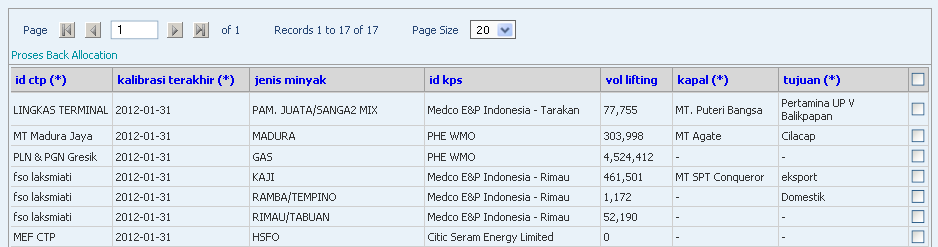 Page 1 of 1 Records 1 to 17 of 17 Page Size 20
Proses Back Allocation
id ctp (*) kalibrasi terakhir (*) jenis minyak id kps vol lifting kapal (*) tujuan (*)
LINGKAS TERMINAL 2012-01-31 PAM. JUATA/SANGA2 MIX Medco E&P Indonesia - Tarakan 77,755 MT. Puteri Bangsa Pertamina UP V
Balikpapan
MT Madura Jaya 2012-01-31 MADURA PHE WMO 303,998 MT Agate Cilacap
PLN & PGN Gresik 2012-01-31 GAS PHE WMO 4,524,412 - -
fso laksmiati 2012-01-31 KAJI Medco E&P Indonesia - Rimau 461,501 MT SPT Conqueror eksport
fso laksmiati 2012-01-31 RAMBA/TEMPINO Medco E&P Indonesia - Rimau 1,172 - Domestik
fso laksmiati 2012-01-31 RIMAU/TABUAN Medco E&P Indonesia - Rimau 52,190 - -
MEF CTP 2012-01-31 HSFO Citic Seram Energy Limited 0 - -